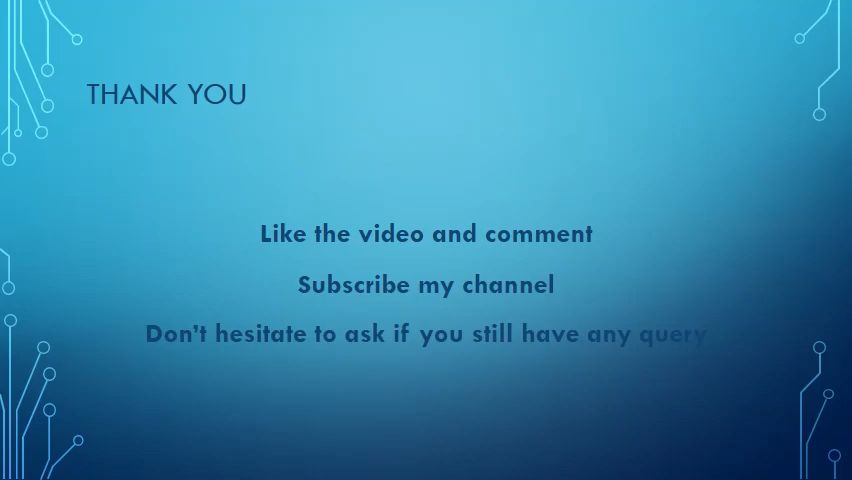 THANK YOU
Like the video and comment
Subscribe my channel
Don't hesitate to ask if you still have any query